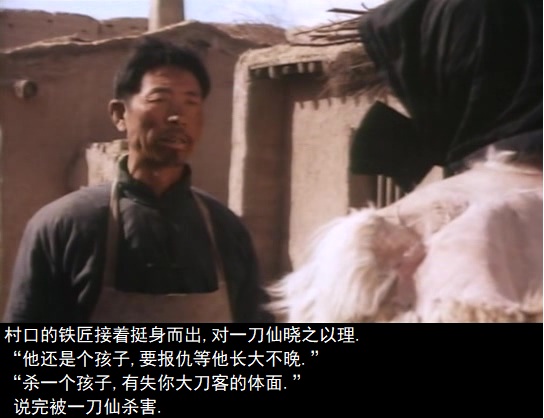 村口的铁匠接着挺身而出,对一刀仙晓之以理.
“他还是个孩子,要报仇等他长大不晚.”
“杀一个孩子,有失你大刀客的体面.”
说完被一刀仙杀害.